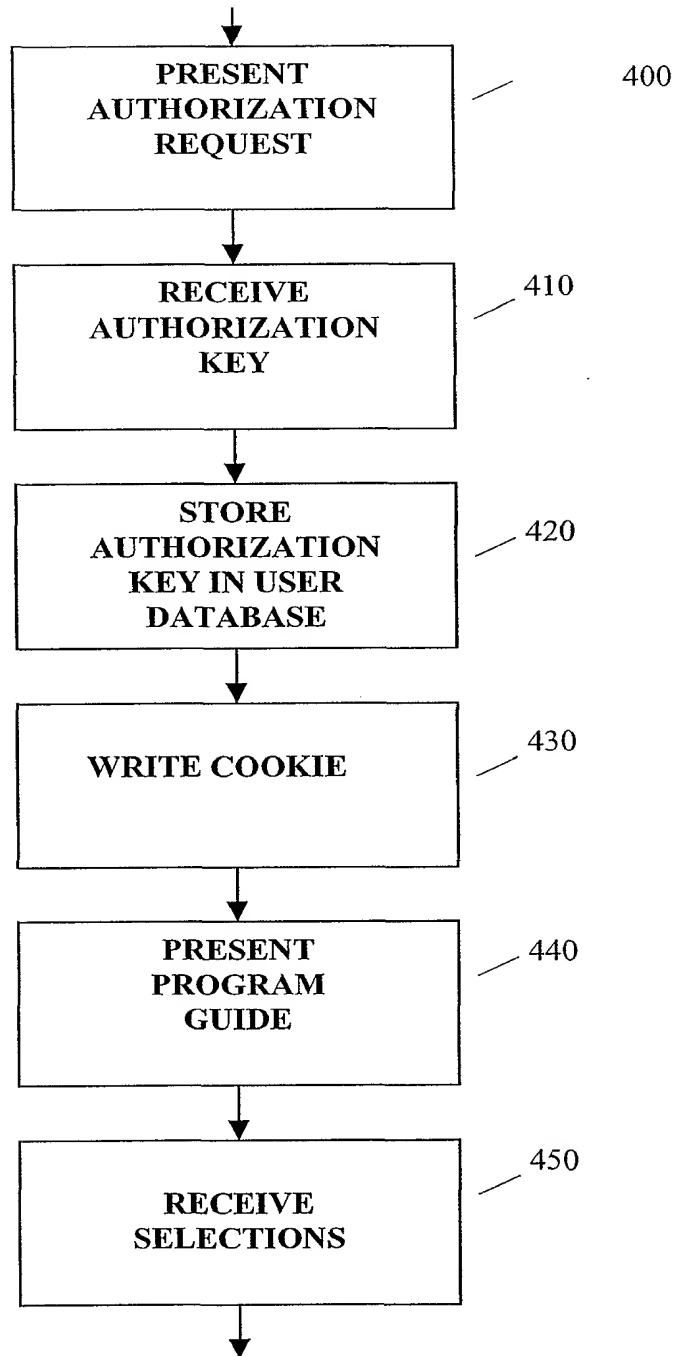 PRESENT
AUTHORIZATION
REQUEST
400
RECEIVE
AUTHORIZATION
KEY
410
STORE
AUTHORIZATION
KEY IN USER
DATABASE
420
WRITE COOKIE
430
PRESENT
PROGRAM
GUIDE
440
RECEIVE
SELECTIONS
450